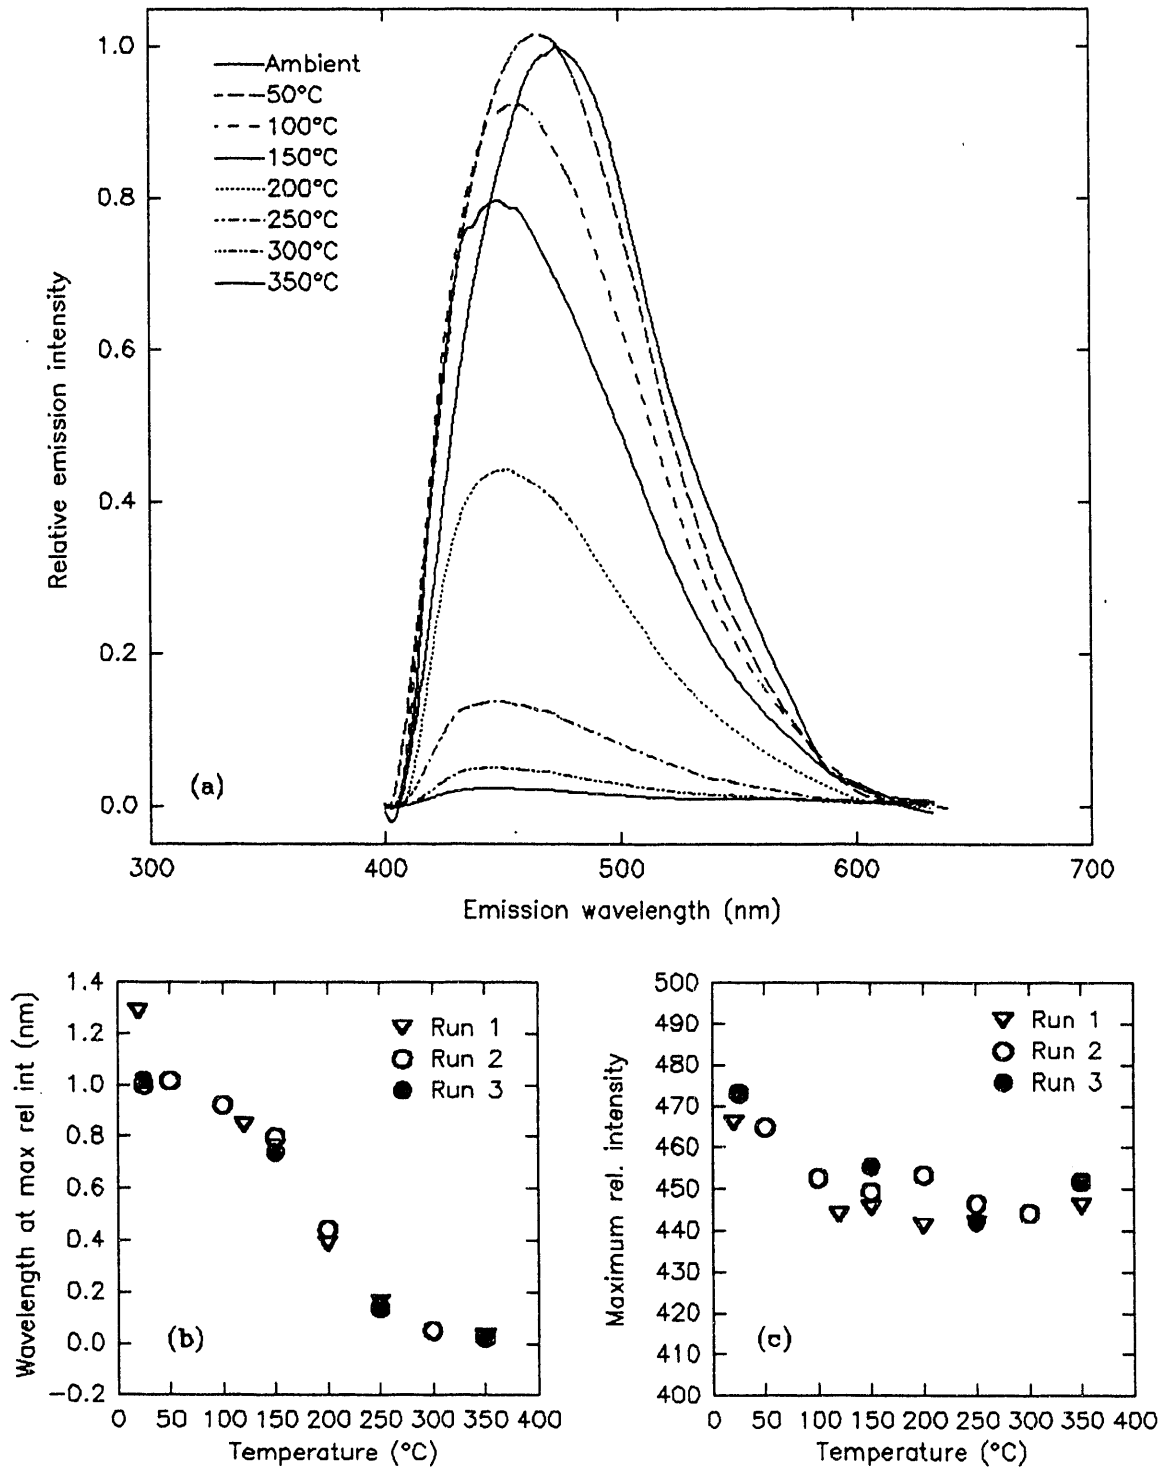 1.0
0.8
0.6
0.4
0.2
0.0
Relative emission intensity
Ambient
50°C
100°C
150°C
200°C
250°C
300°C
350°C
(a)
300 400 500 600 700
Emission wavelength (nm)
1.4
1.2
1.0
0.8
0.6
0.4
0.2
0.0
-0.2
Wavelength at max rel int (nm)
Run 1
Run 2
Run 3
(b)
0 50 100 150 200 250 300 350 400
Temperature (°C)
500
490
480
470
460
450
440
430
420
410
400
Maximum rel. intensity
Run 1
Run 2
Run 3
(c)
0 50 100 150 200 250 300 350 400
Temperature (°C)